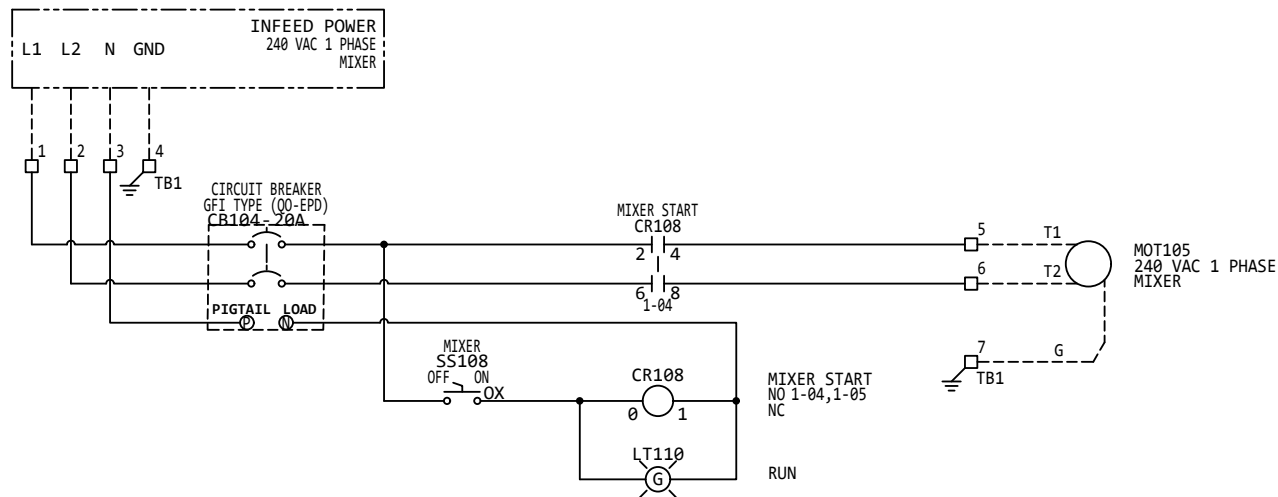 INFEED POWER
240 VAC 1 PHASE
MIXER
L1 L2 N GND
1 2 3 4
TB1
CIRCUIT BREAKER
GFI TYPE (QO-EPD)
CB104-20A
PIGTAIL LOAD
P N
MIXER START
CR108
2 4
6 8
1-04
5 T1
6 T2
MOT105
240 VAC 1 PHASE
MIXER
7 G
TB1
MIXER
SS108
OFF ON
OX
CR108
0 1
MIXER START
NO 1-04,1-05
NC
LT110
G
RUN